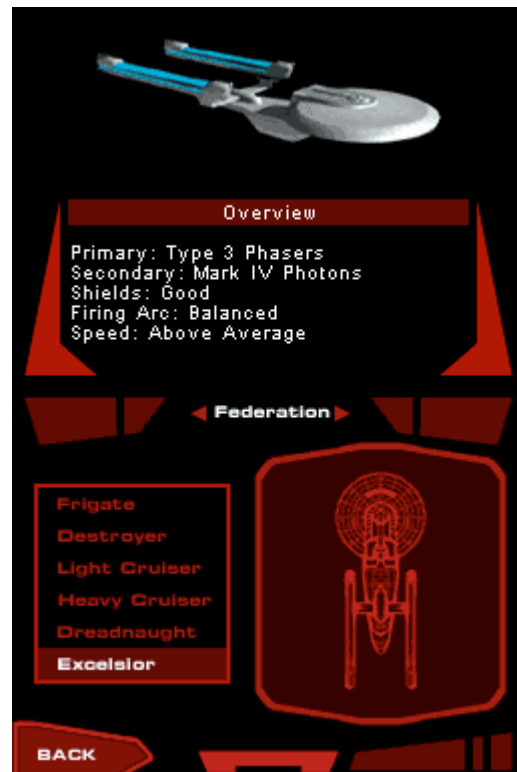 Overview
Primary: Type 3 Phasers
Secondary: Mark IV Photons
Shields: Good
Firing Arc: Balanced
Speed: Above Average
Federation
Frigate
Destroyer
Light Cruiser
Heavy Cruiser
Dreadnaught
Excelsior
BACK